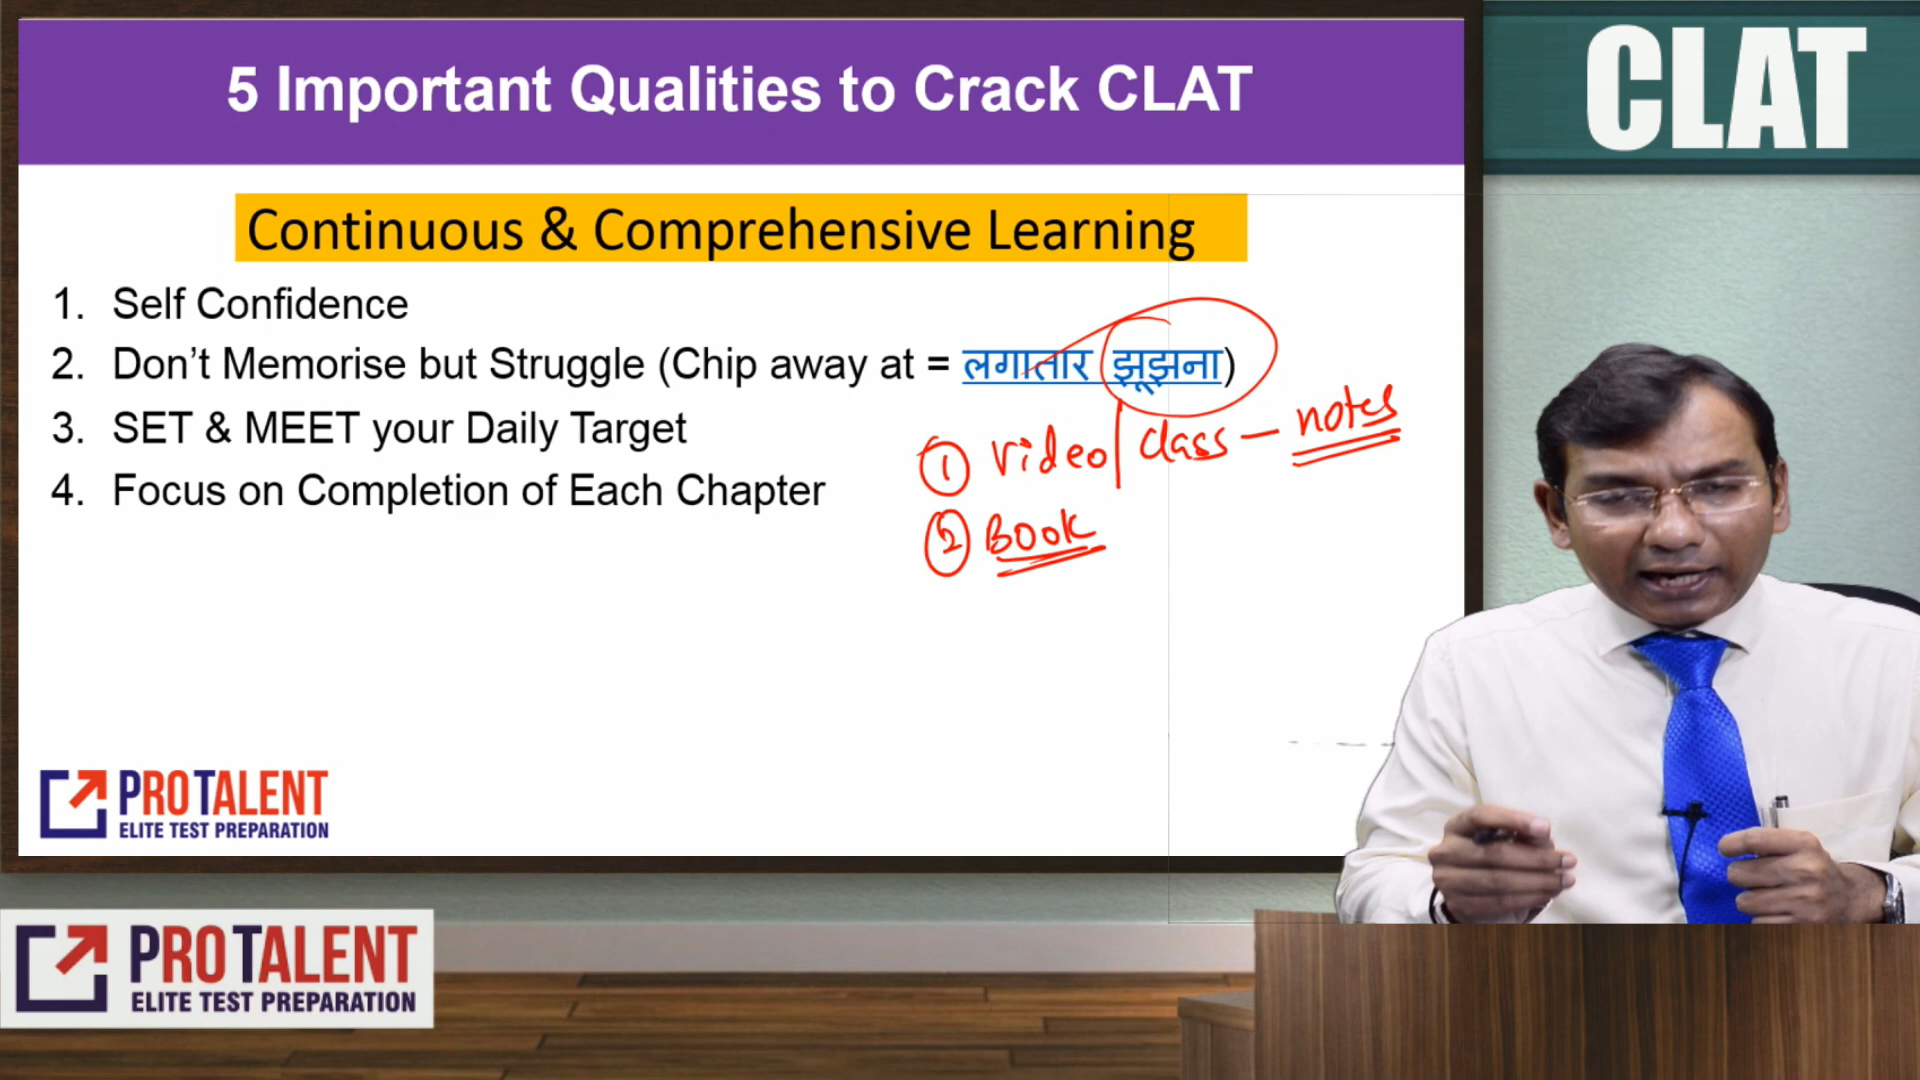 5 Important Qualities to Crack CLAT
CLAT
Continuous & Comprehensive Learning
1. Self Confidence
2. Don’t Memorise but Struggle (Chip away at = लगातार झूझना)
3. SET & MEET your Daily Target
4. Focus on Completion of Each Chapter
① video | class – notes
② Book
PROTALENT
ELITE TEST PREPARATION
PROTALENT
ELITE TEST PREPARATION